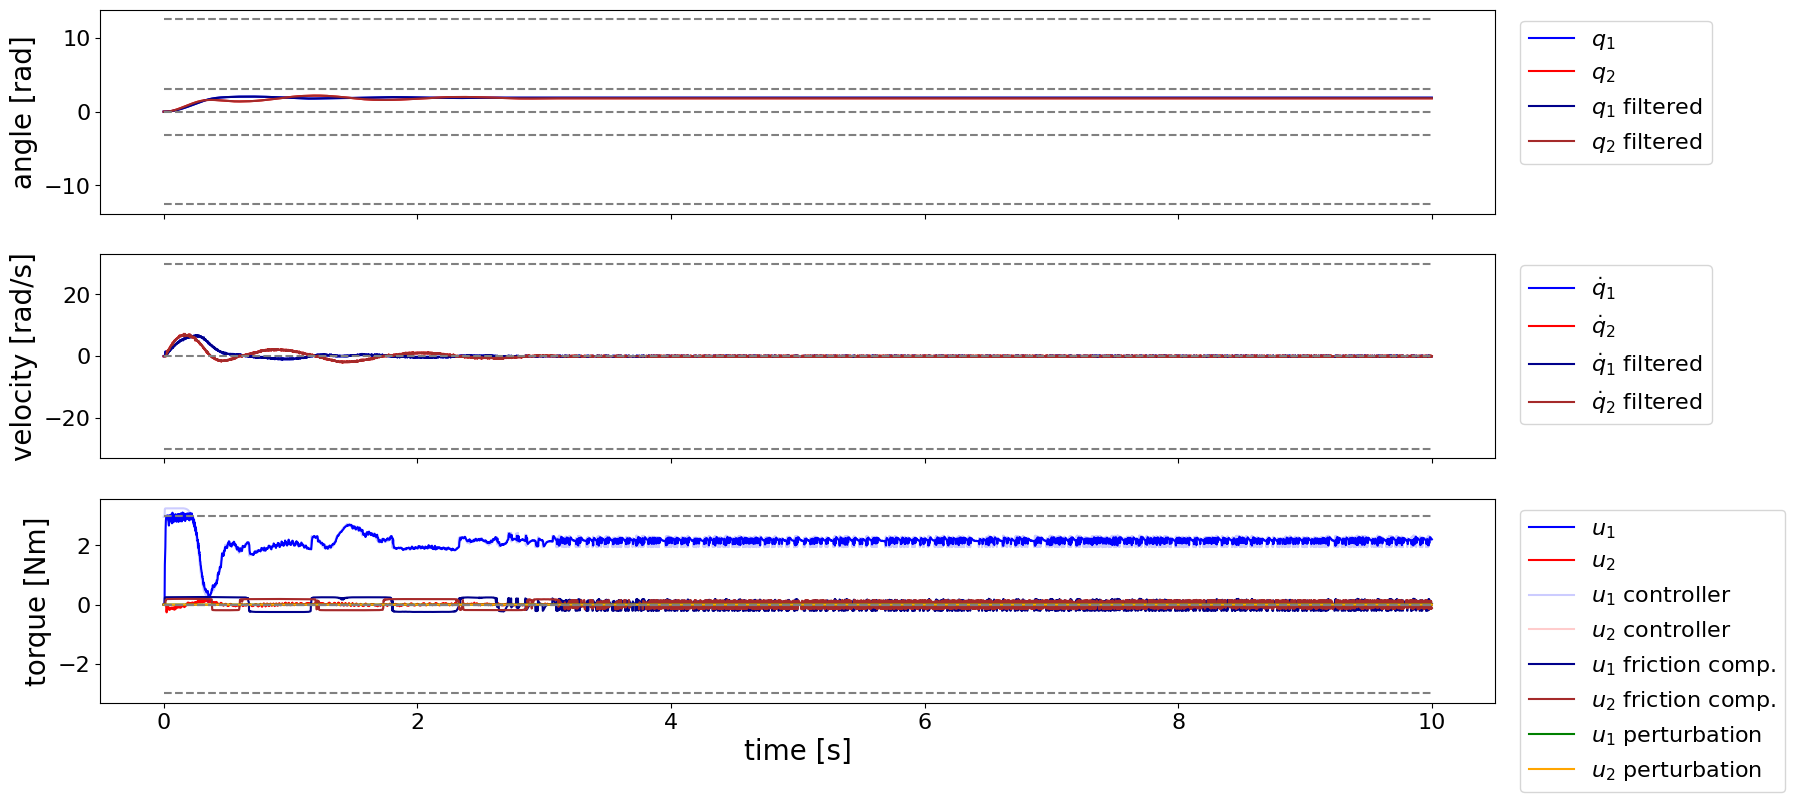 angle [rad]
10
0
−10
q₁
q₂
q₁ filtered
q₂ filtered
velocity [rad/s]
20
0
−20
q̇₁
q̇₂
q̇₁ filtered
q̇₂ filtered
torque [Nm]
2
0
−2
0 2 4 6 8 10
time [s]
u₁
u₂
u₁ controller
u₂ controller
u₁ friction comp.
u₂ friction comp.
u₁ perturbation
u₂ perturbation